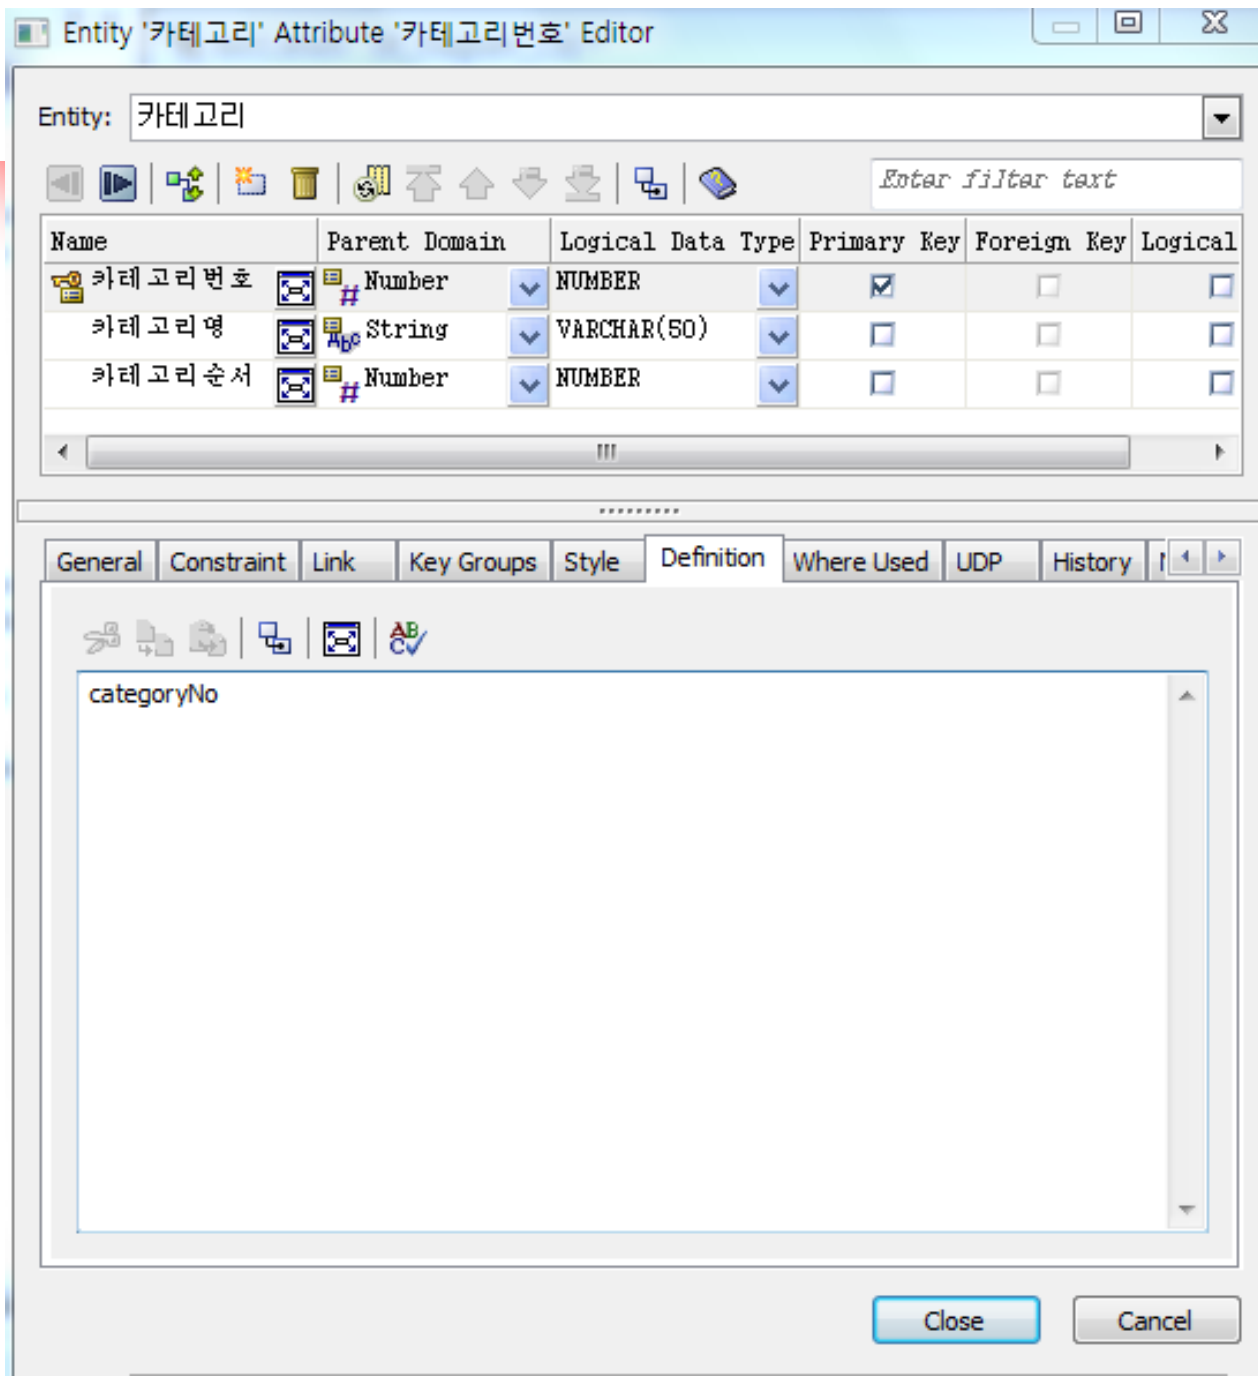 Entity '카테고리' Attribute '카테고리번호' Editor
Entity: 카테고리
Enter filter text
Name Parent Domain Logical Data Type Primary Key Foreign Key Logical
카테고리번호 Number NUMBER
카테고리명 String VARCHAR(50)
카테고리순서 Number NUMBER
General Constraint Link Key Groups Style Definition Where Used UDP History
categoryNo
Close Cancel